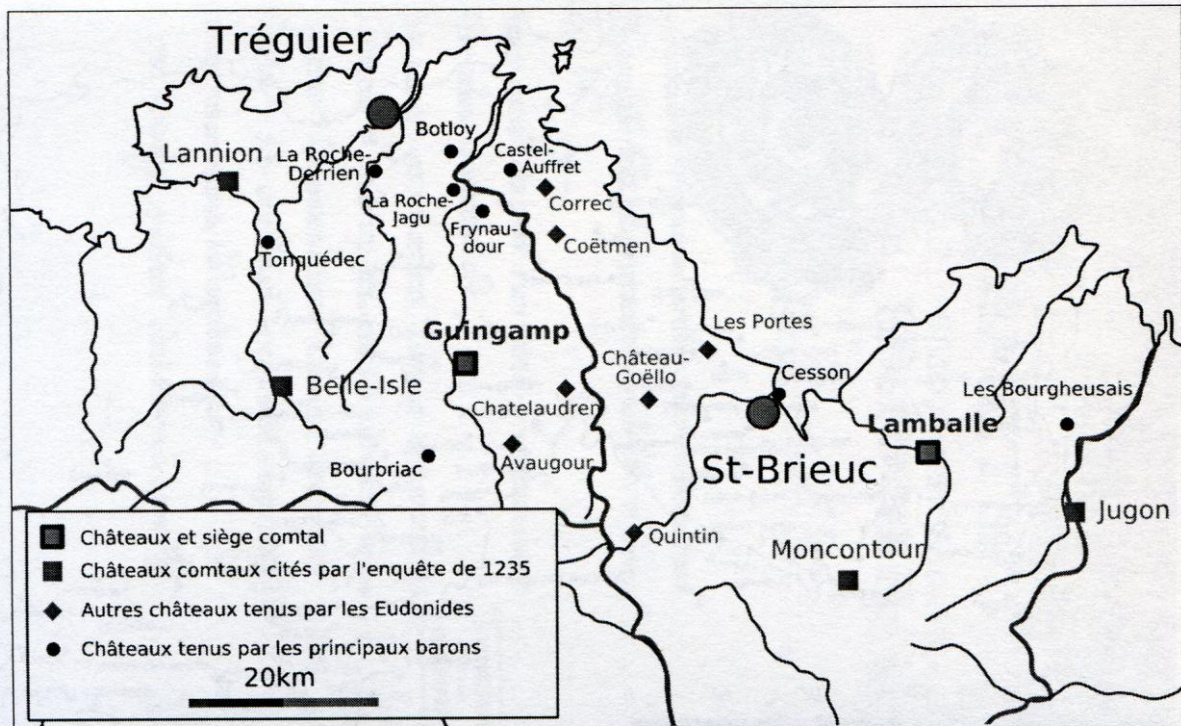 Tréguier
Botloy
Lannion
La Roche-
Derrien
Castel-
Auffret
La Roche-
Jagu
Correc
Frynau-
dour
Coëtmen
Tonquédec
Guingamp
Les Portes
Château-
Goëllo
Cesson
Belle-Isle
Les Bourgheusais
Chatelaudren
Lamballe
Bourbriac
Avaugour
St-Brieuc
Jugon
Quintin
Moncontour
Châteaux et siège comtal
Châteaux comtaux cités par l'enquête de 1235
Autres châteaux tenus par les Eudonides
Châteaux tenus par les principaux barons
20km